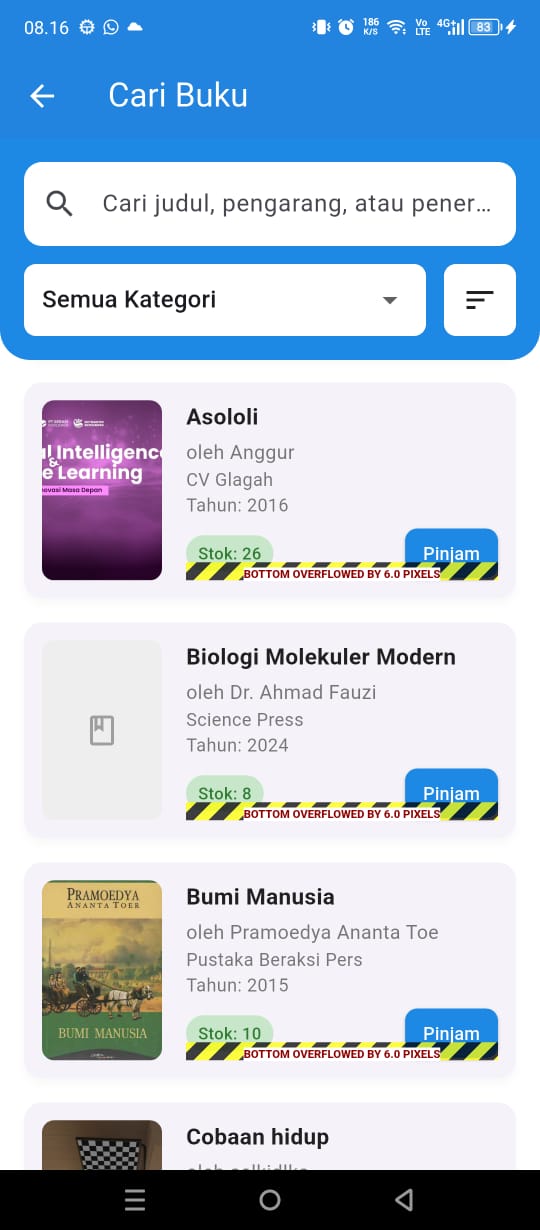 08.16
186
K/S
Vo
LTE
4G+
83
Cari Buku
Cari judul, pengarang, atau pener...
Semua Kategori
al Intelligence
&
e Learning
novasi Masa Depan
Asololi
oleh Anggur
CV Glagah
Tahun: 2016
Stok: 26
Pinjam
BOTTOM OVERFLOWED BY 6.0 PIXELS
Biologi Molekuler Modern
oleh Dr. Ahmad Fauzi
Science Press
Tahun: 2024
Stok: 8
Pinjam
BOTTOM OVERFLOWED BY 6.0 PIXELS
PRAMOEDYA
ANANTA TOER
BUMI MANUSIA
Bumi Manusia
oleh Pramoedya Ananta Toe
Pustaka Beraksi Pers
Tahun: 2015
Stok: 10
Pinjam
BOTTOM OVERFLOWED BY 6.0 PIXELS
Cobaan hidup